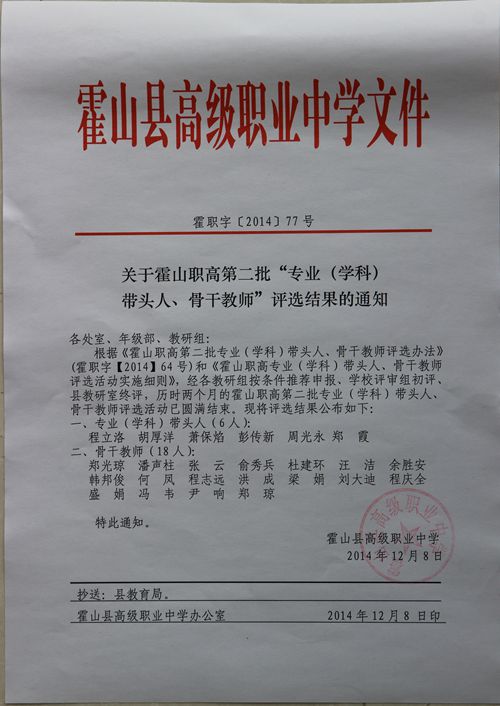 霍山县高级职业中学文件
霍职字〔2014〕77号
关于霍山职高第二批“专业（学科）
带头人、骨干教师”评选结果的通知
各处室、年级部、教研组：
根据《霍山职高第二批专业（学科）带头人、骨干教师评选办法》
（霍职字【2014】64号）和《霍山职高专业（学科）带头人、骨干教师
评选活动实施细则》，经各教研组按条件推荐申报、学校评审组初评、
县教研室终评，历时两个月的霍山职高第二批专业（学科）带头人、
骨干教师评选活动已圆满结束。现将评选结果公布如下：
一、专业（学科）带头人（6人）：
程立洛 胡厚洋 萧保焰 彭传新 周光永 郑霞
二、骨干教师（18人）：
郑光琼 潘声柱 张云 俞秀兵 杜建环 汪洁 余胜安
韩邦俊 何凤 程志远 洪成 梁娟 刘大迪 程庆全
盛娟 冯韦 尹响 郑琼
特此通知。
霍山县高级职业中学
2014年12月8日
抄送：县教育局。
霍山县高级职业中学办公室 2014年12月8日印